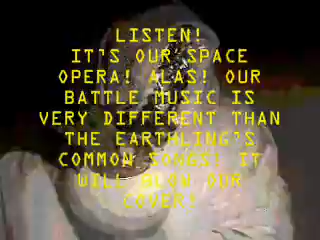 LISTEN!
IT'S OUR SPACE
OPERA! ALAS! OUR
BATTLE MUSIC IS
VERY DIFFERENT THAN
THE EARTHLING'S
COMMON SONGS! IT
WILL BLOW OUR
COVER!